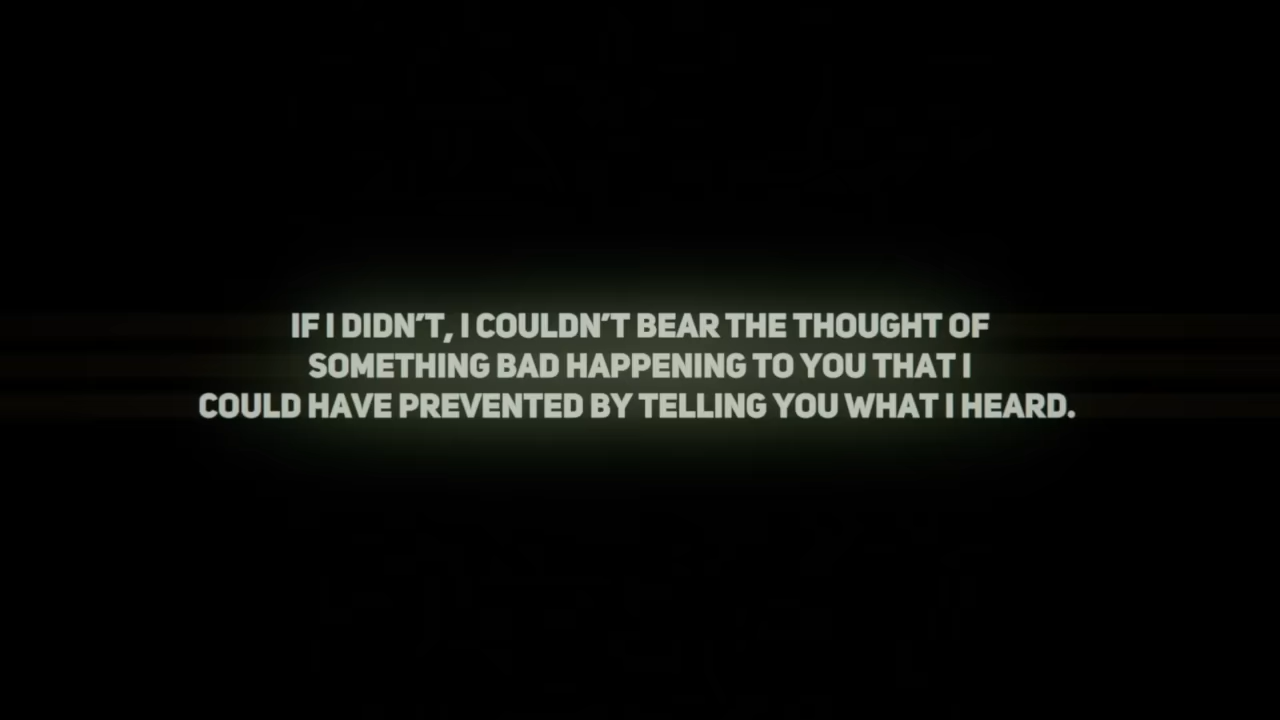 IF I DIDN'T, I COULDN'T BEAR THE THOUGHT OF
SOMETHING BAD HAPPENING TO YOU THAT I
COULD HAVE PREVENTED BY TELLING YOU WHAT I HEARD.